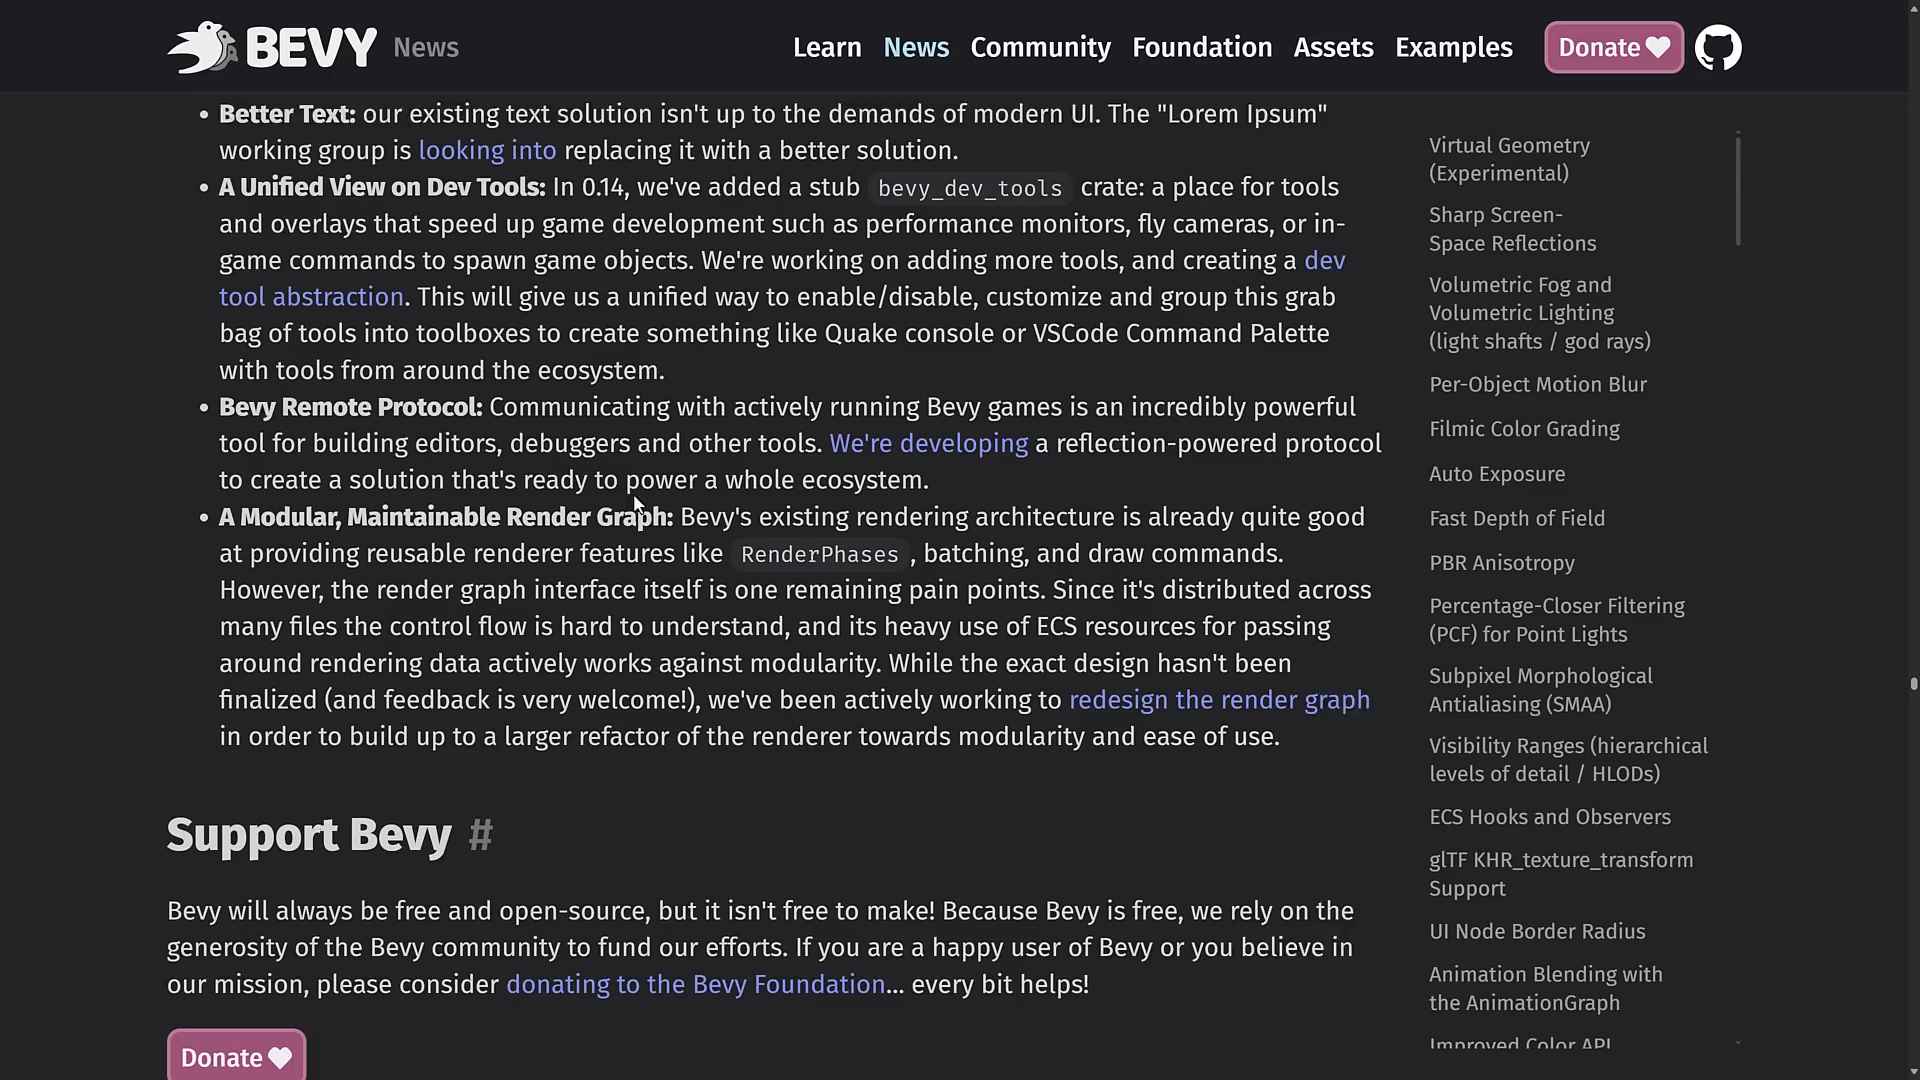 BEVY News
Learn News Community Foundation Assets Examples Donate
• Better Text: our existing text solution isn't up to the demands of modern UI. The "Lorem Ipsum"
working group is looking into replacing it with a better solution.
• A Unified View on Dev Tools: In 0.14, we've added a stub bevy_dev_tools crate: a place for tools
and overlays that speed up game development such as performance monitors, fly cameras, or in-
game commands to spawn game objects. We're working on adding more tools, and creating a dev
tool abstraction. This will give us a unified way to enable/disable, customize and group this grab
bag of tools into toolboxes to create something like Quake console or VSCode Command Palette
with tools from around the ecosystem.
• Bevy Remote Protocol: Communicating with actively running Bevy games is an incredibly powerful
tool for building editors, debuggers and other tools. We're developing a reflection-powered protocol
to create a solution that's ready to power a whole ecosystem.
• A Modular, Maintainable Render Graph: Bevy's existing rendering architecture is already quite good
at providing reusable renderer features like RenderPhases, batching, and draw commands.
However, the render graph interface itself is one remaining pain points. Since it's distributed across
many files the control flow is hard to understand, and its heavy use of ECS resources for passing
around rendering data actively works against modularity. While the exact design hasn't been
finalized (and feedback is very welcome!), we've been actively working to redesign the render graph
in order to build up to a larger refactor of the renderer towards modularity and ease of use.
Support Bevy #
Bevy will always be free and open-source, but it isn't free to make! Because Bevy is free, we rely on the
generosity of the Bevy community to fund our efforts. If you are a happy user of Bevy or you believe in
our mission, please consider donating to the Bevy Foundation... every bit helps!
Donate
Virtual Geometry
(Experimental)
Sharp Screen-
Space Reflections
Volumetric Fog and
Volumetric Lighting
(light shafts / god rays)
Per-Object Motion Blur
Filmic Color Grading
Auto Exposure
Fast Depth of Field
PBR Anisotropy
Percentage-Closer Filtering
(PCF) for Point Lights
Subpixel Morphological
Antialiasing (SMAA)
Visibility Ranges (hierarchical
levels of detail / HLODs)
ECS Hooks and Observers
glTF KHR_texture_transform
Support
UI Node Border Radius
Animation Blending with
the AnimationGraph
Improved Color API